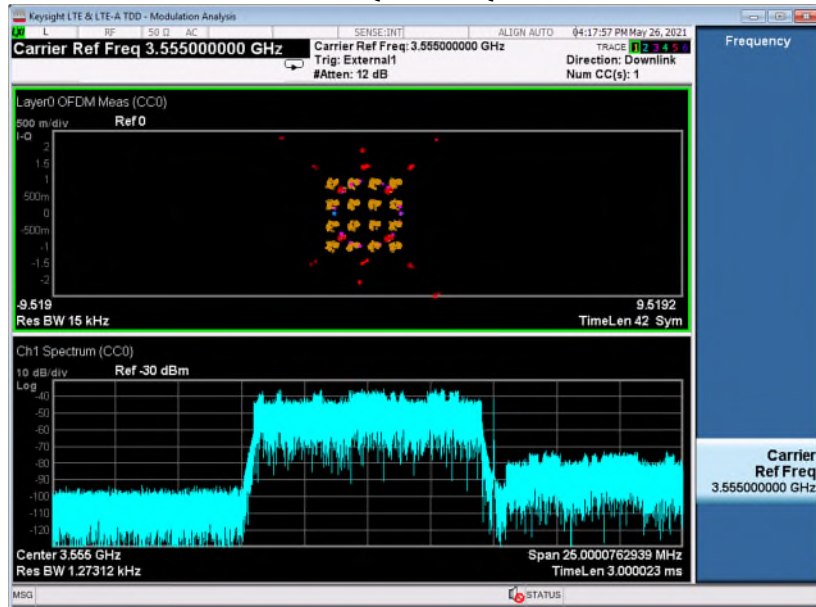 Keysight LTE & LTE-A TDD - Modulation Analysis
L RF 50 Ω AC SENSE:INT ALIGN AUTO 04:17:57 PM May 26, 2021
Carrier Ref Freq 3.555000000 GHz
Carrier Ref Freq: 3.555000000 GHz
Trig: External1
#Atten: 12 dB
TRACE 1 2 3 4 5 6
Direction: Downlink
Num CC(s): 1
Frequency
Layer0 OFDM Meas (CC0)
500 m/div Ref 0
I-Q
2
1.5
1
500m
0
-500m
-1
-1.5
-2
-9.519 9.5192
Res BW 15 kHz TimeLen 42 Sym
Ch1 Spectrum (CC0)
10 dB/div Ref -30 dBm
Log
-40
-50
-60
-70
-80
-90
-100
-110
-120
Center 3.555 GHz Span 25.0000762939 MHz
Res BW 1.27312 kHz TimeLen 3.000023 ms
Carrier
Ref Freq
3.555000000 GHz
MSG STATUS